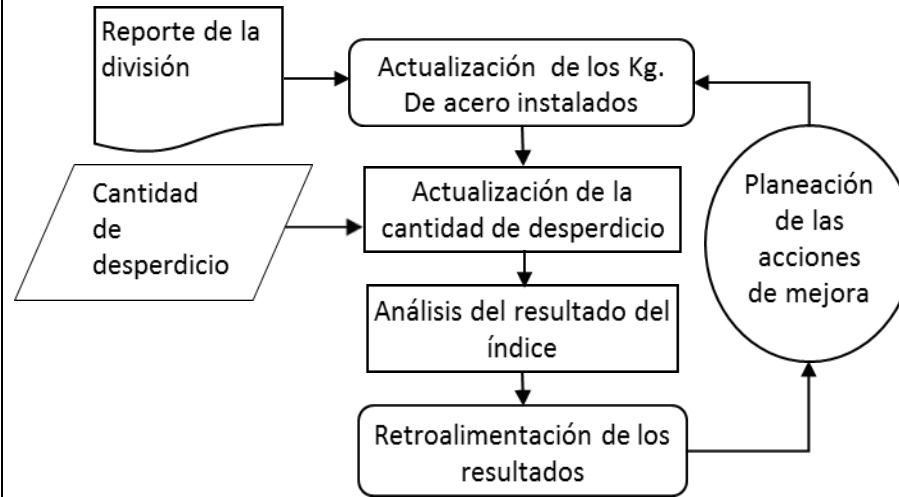 Reporte de la
división
Actualización de los Kg.
De acero instalados
Cantidad
de
desperdicio
Actualización de la
cantidad de desperdicio
Planeación
de las
acciones
de mejora
Análisis del resultado del
índice
Retroalimentación de los
resultados